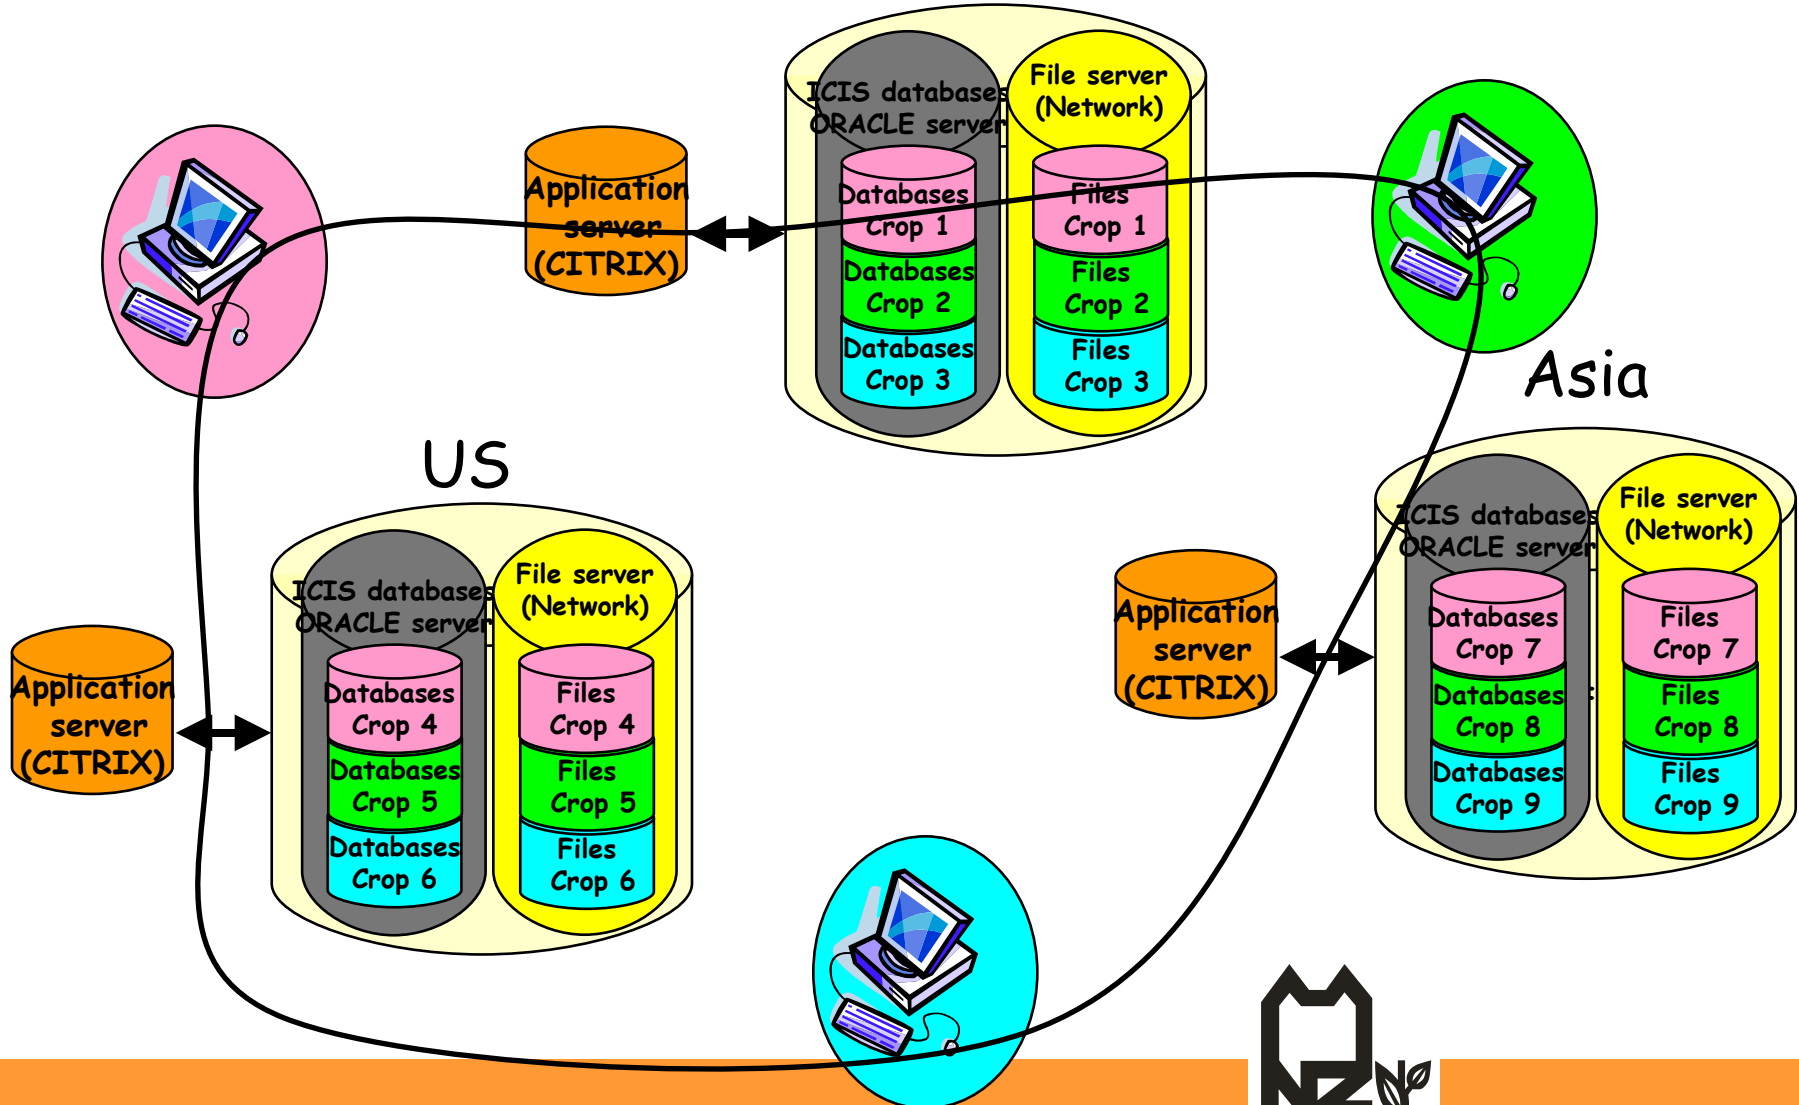 ICIS databases
ORACLE server
File server
(Network)
Application
server
(CITRIX)
Databases
Crop 1
Files
Crop 1
Databases
Crop 2
Files
Crop 2
Databases
Crop 3
Files
Crop 3
Asia
US
ICIS databases
ORACLE server
File server
(Network)
Application
server
(CITRIX)
Databases
Crop 4
Files
Crop 4
Databases
Crop 5
Files
Crop 5
Databases
Crop 6
Files
Crop 6
ICIS databases
ORACLE server
File server
(Network)
Application
server
(CITRIX)
Databases
Crop 7
Files
Crop 7
Databases
Crop 8
Files
Crop 8
Databases
Crop 9
Files
Crop 9